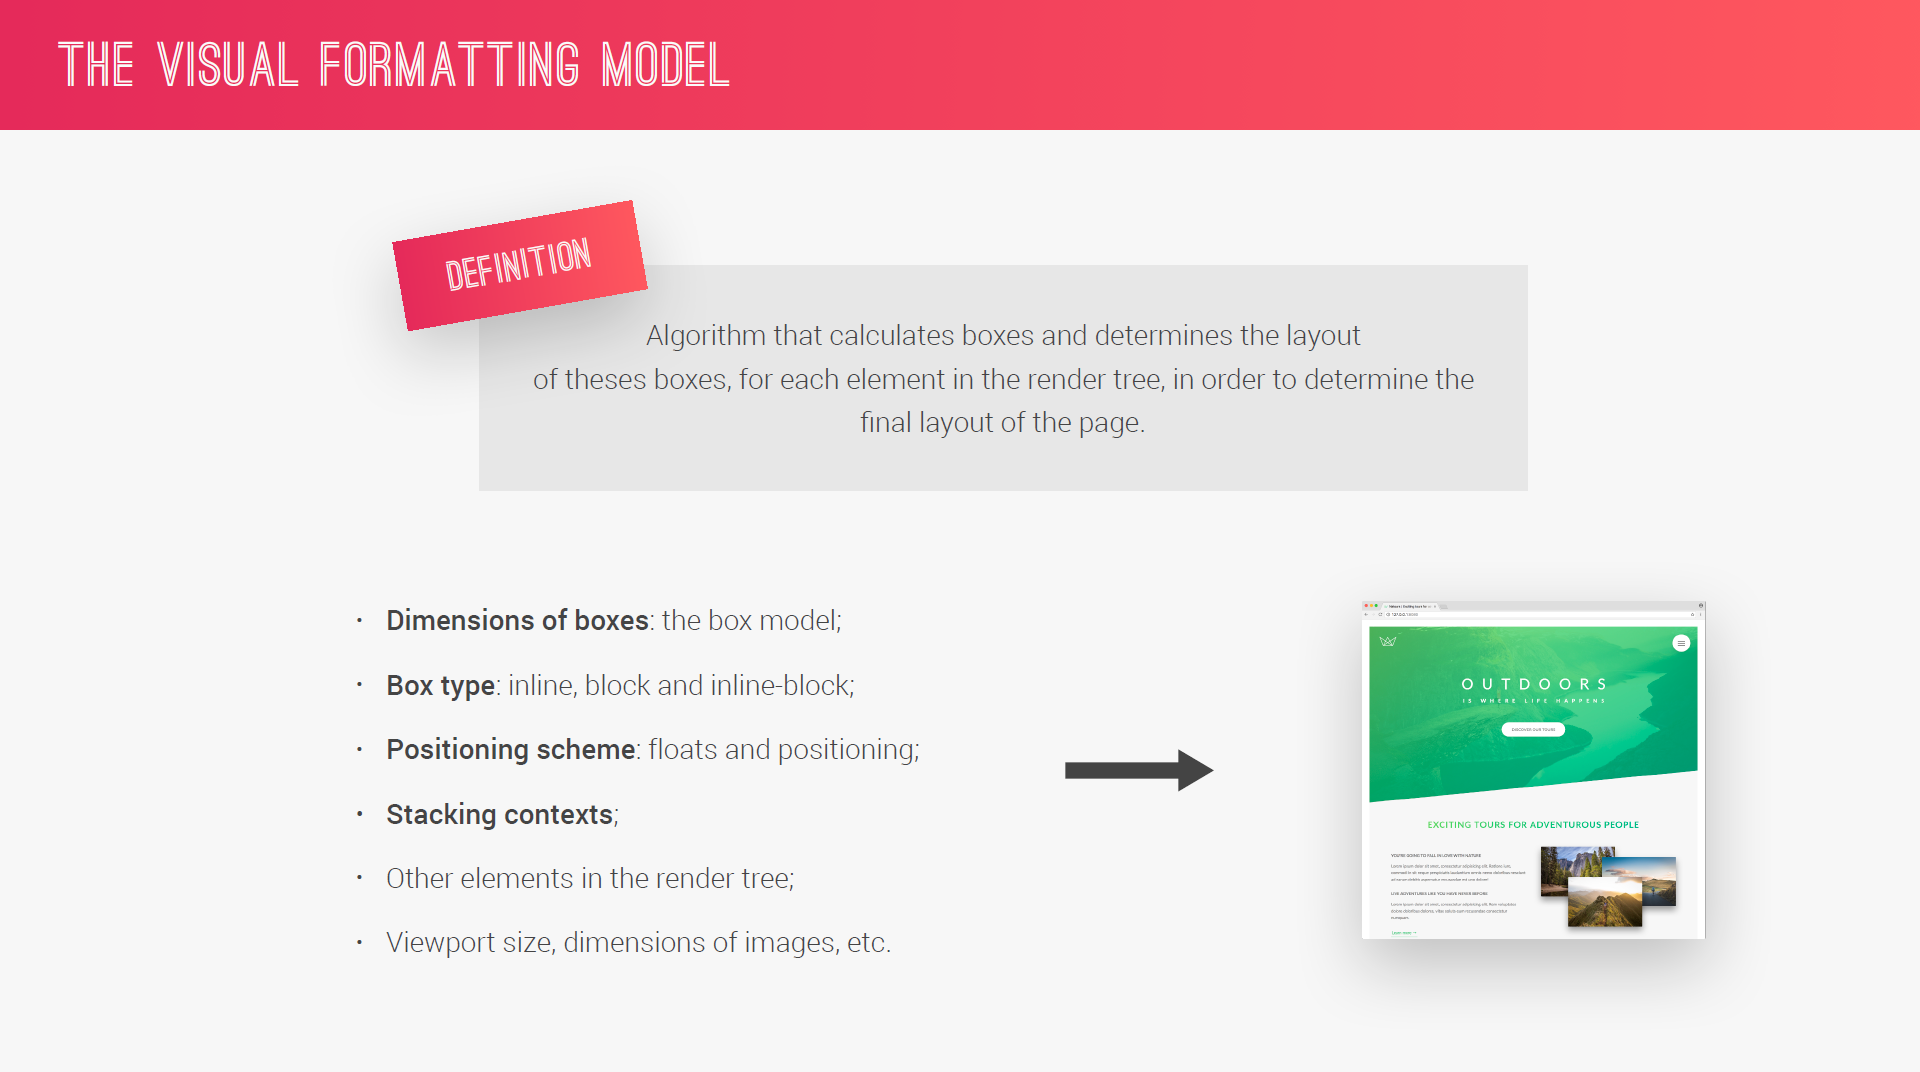 THE VISUAL FORMATTING MODEL
DEFINITION
Algorithm that calculates boxes and determines the layout
of theses boxes, for each element in the render tree, in order to determine the
final layout of the page.
• Dimensions of boxes: the box model;
• Box type: inline, block and inline-block;
• Positioning scheme: floats and positioning;
• Stacking contexts;
• Other elements in the render tree;
• Viewport size, dimensions of images, etc.
OUTDOORS
IS WHERE LIFE HAPPENS
DISCOVER OUR TOURS
EXCITING TOURS FOR ADVENTUROUS PEOPLE
YOU'RE GOING TO FALL IN LOVE WITH NATURE
LIVE ADVENTURES LIKE YOU HAVE NEVER BEFORE
Learn more